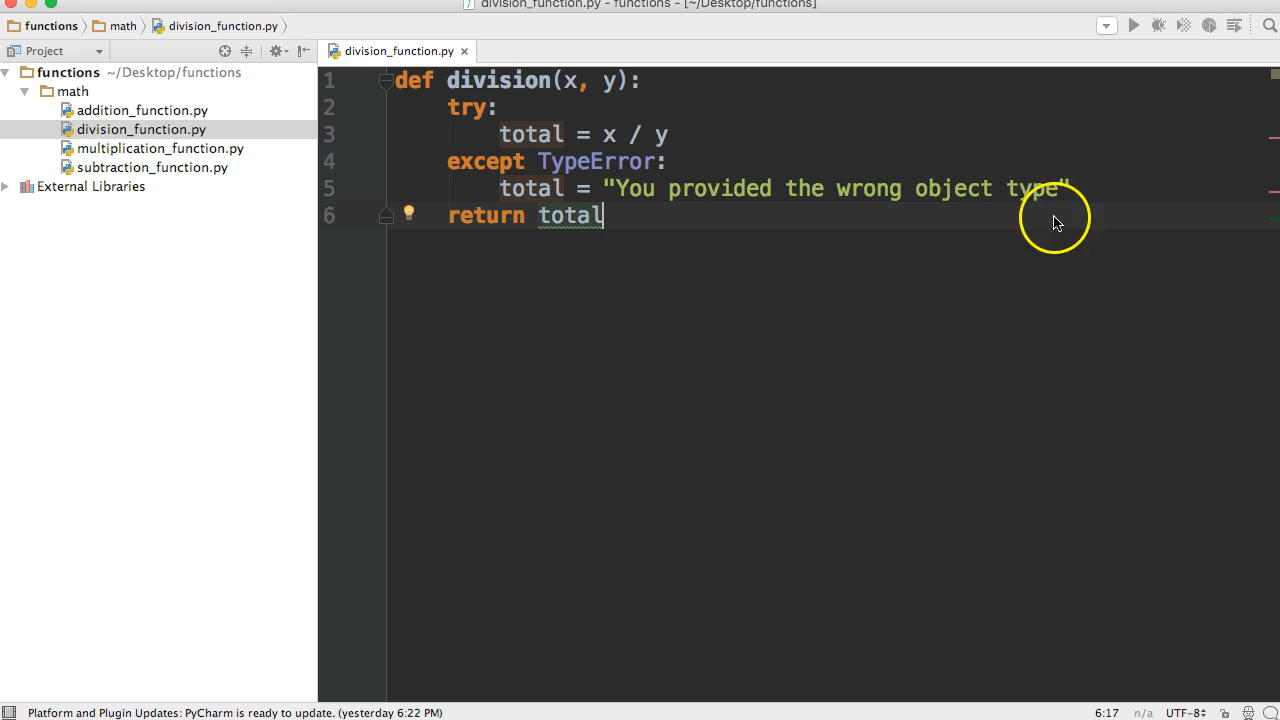 division_function.py - functions - [~/Desktop/functions]
functions math division_function.py
Project
division_function.py
functions ~/Desktop/functions
math
addition_function.py
division_function.py
multiplication_function.py
subtraction_function.py
External Libraries
1 def division(x, y):
2 try:
3 total = x / y
4 except TypeError:
5 total = "You provided the wrong object type"
6 return total
Platform and Plugin Updates: PyCharm is ready to update. (yesterday 6:22 PM)
6:17 n/a UTF-8